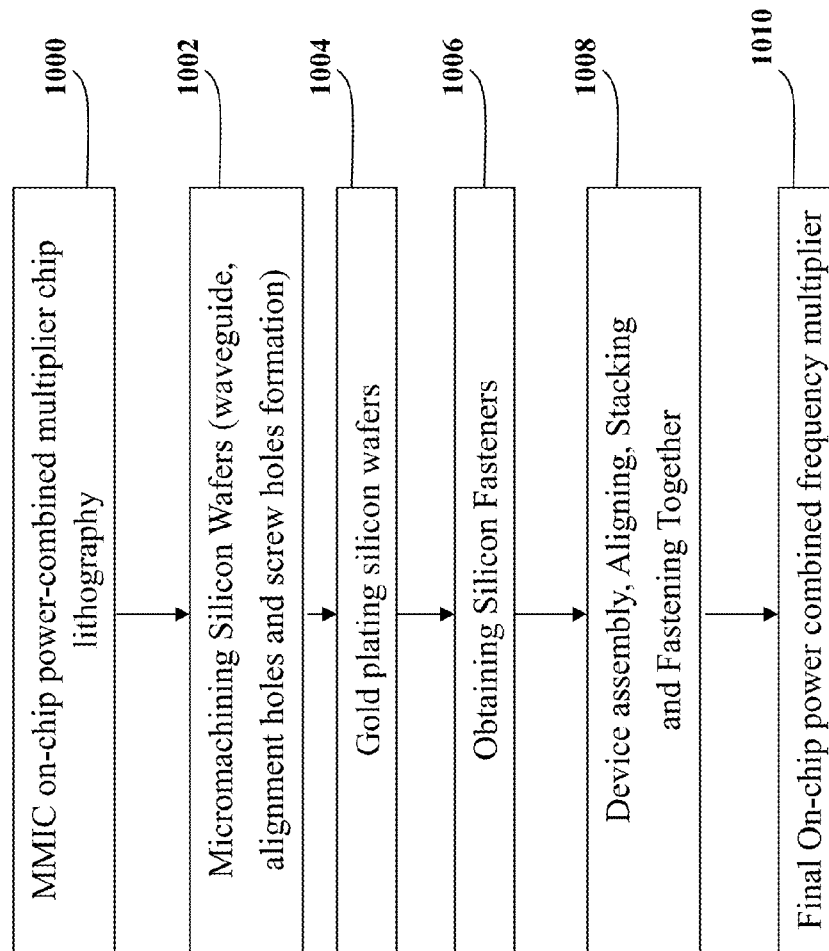 MMIC on-chip power-combined multiplier chip
lithography
1000
Micromachining Silicon Wafers (waveguide,
alignment holes and screw holes formation)
1002
Gold plating silicon wafers
1004
Obtaining Silicon Fasteners
1006
Device assembly, Aligning, Stacking
and Fastening Together
1008
Final On-chip power combined frequency multiplier
1010